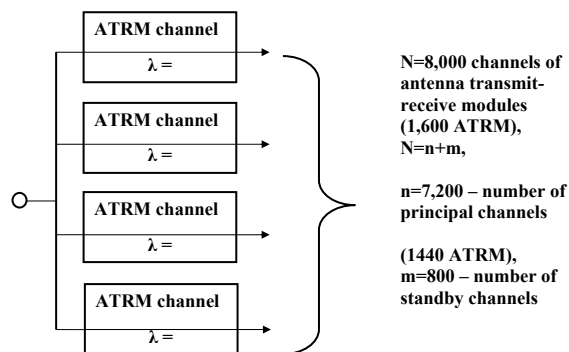 ATRM channel
λ =
ATRM channel
λ =
ATRM channel
λ =
ATRM channel
λ =
N=8,000 channels of
antenna transmit-
receive modules
(1,600 ATRM),
N=n+m,
n=7,200 – number of
principal channels
(1440 ATRM),
m=800 – number of
standby channels